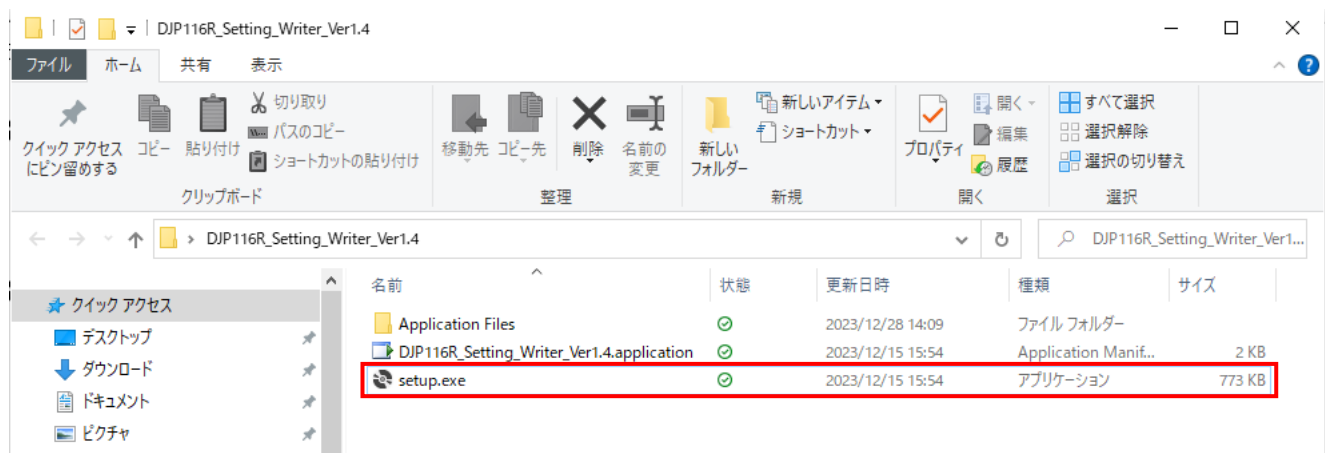 DJP116R_Setting_Writer_Ver1.4
ファイル ホーム 共有 表示
クイック アクセス
にピン留めする
コピー
貼り付け
切り取り
パスのコピー
ショートカットの貼り付け
クリップボード
移動先
コピー先
削除
名前の
変更
整理
新しい
フォルダー
新しいアイテム
ショートカット
新規
プロパティ
開く
編集
履歴
開く
すべて選択
選択解除
選択の切り替え
選択
DJP116R_Setting_Writer_Ver1.4
DJP116R_Setting_Writer_Ver1...
クイック アクセス
デスクトップ
ダウンロード
ドキュメント
ピクチャ
名前 状態 更新日時 種類 サイズ
Application Files 2023/12/28 14:09 ファイル フォルダー
DJP116R_Setting_Writer_Ver1.4.application 2023/12/15 15:54 Application Manif... 2 KB
setup.exe 2023/12/15 15:54 アプリケーション 773 KB